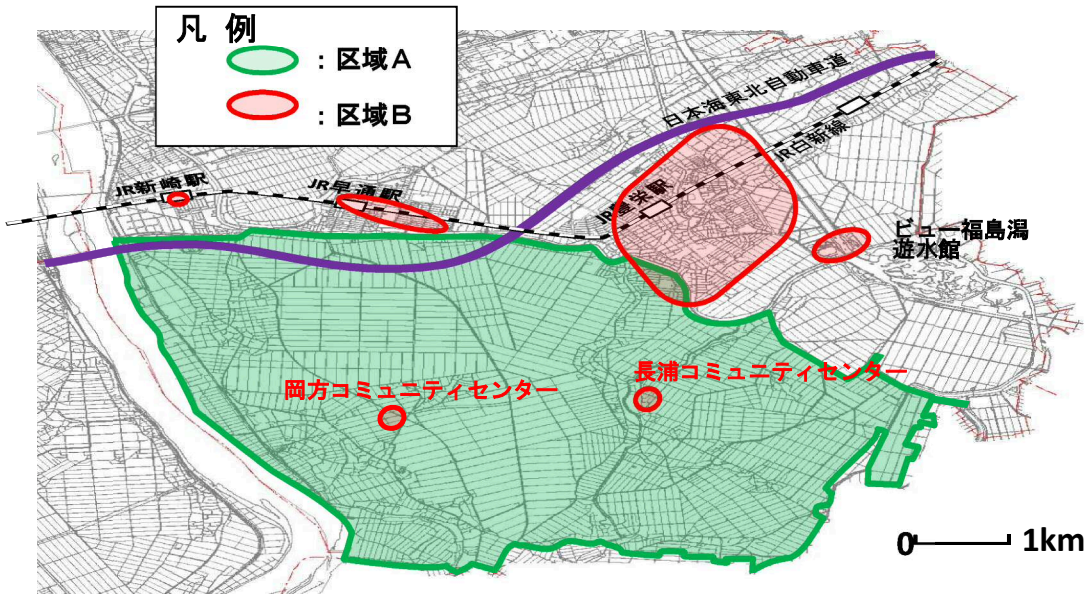 凡 例
：区域A
：区域B
日本海東北自動車道
JR白新線
JR新崎駅
JR早通駅
JR豊栄駅
ビュー福島潟
遊水館
岡方コミュニティセンター
長浦コミュニティセンター
0
1km